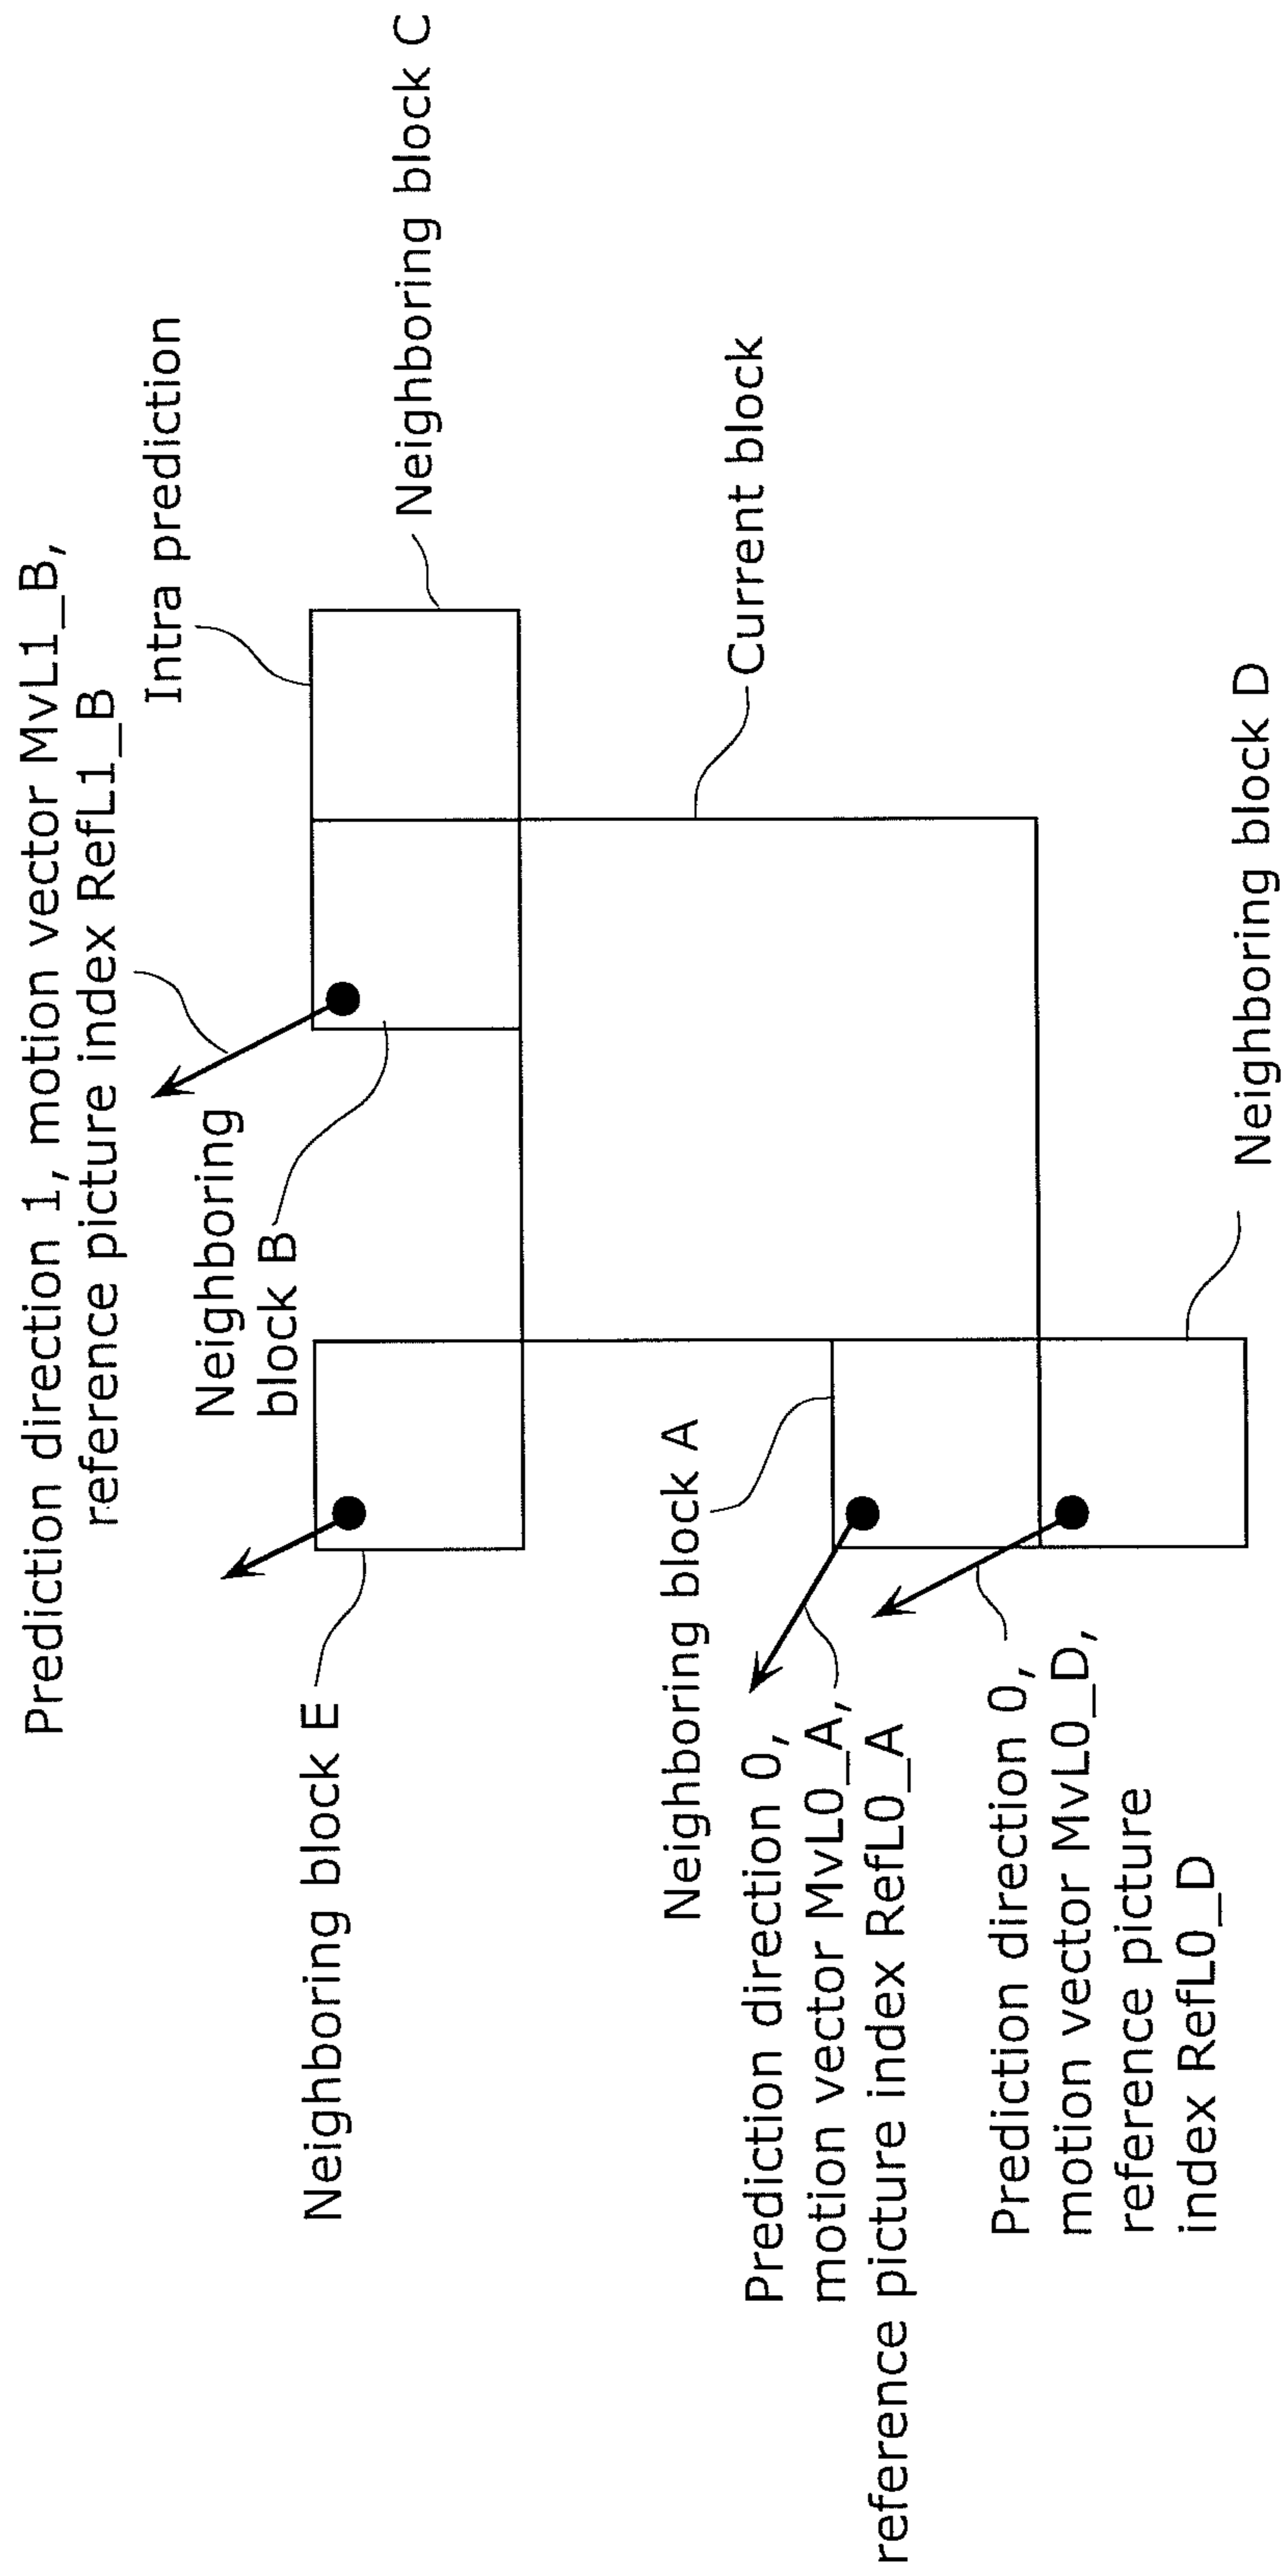 Prediction direction 1, motion vector MvL1_B,
reference picture index RefL1_B
Intra prediction
Neighboring
block B
Neighboring block E
Neighboring block C
Neighboring block A
Current block
Prediction direction 0,
motion vector MvL0_A,
reference picture index RefL0_A
Prediction direction 0,
motion vector MvL0_D,
reference picture
index RefL0_D
Neighboring block D